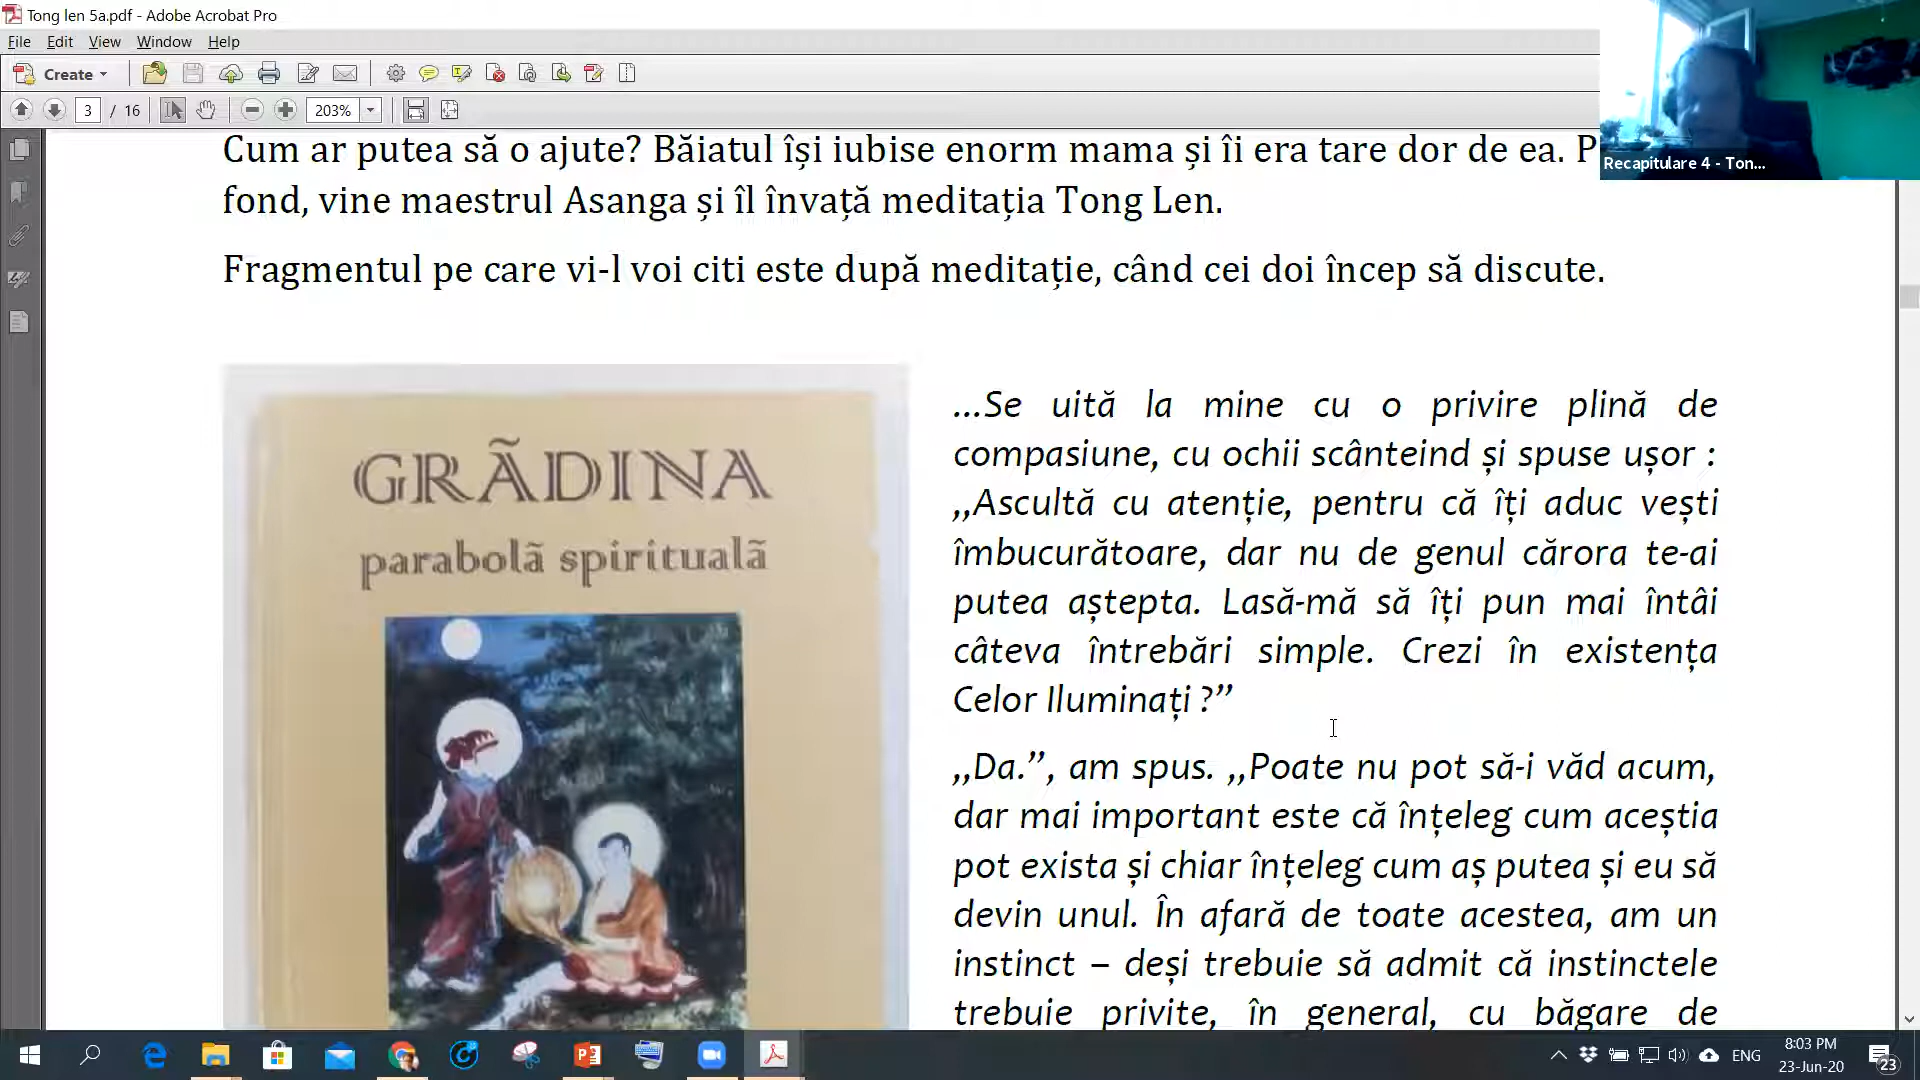 Tong len 5a.pdf - Adobe Acrobat Pro
File Edit View Window Help
Create
3 / 16 203%
Recapitulare 4 - Ton...
Cum ar putea să o ajute? Băiatul își iubise enorm mama și îi era tare dor de ea. P
fond, vine maestrul Asanga și îl învață meditația Tong Len.
Fragmentul pe care vi-l voi citi este după meditație, când cei doi încep să discute.
GRÃDINA
parabolã spiritualã
...Se uită la mine cu o privire plină de
compasiune, cu ochii scânteind și spuse ușor :
,,Ascultă cu atenție, pentru că îți aduc vești
îmbucurătoare, dar nu de genul cărora te-ai
putea aștepta. Lasă-mă să îți pun mai întâi
câteva întrebări simple. Crezi în existența
Celor Iluminați ?”
,,Da.”, am spus. ,,Poate nu pot să-i văd acum,
dar mai important este că înțeleg cum aceștia
pot exista și chiar înțeleg cum aș putea și eu să
devin unul. În afară de toate acestea, am un
instinct – deși trebuie să admit că instinctele
trebuie privite, în general, cu băgare de
ENG
8:03 PM
23-Jun-20
23